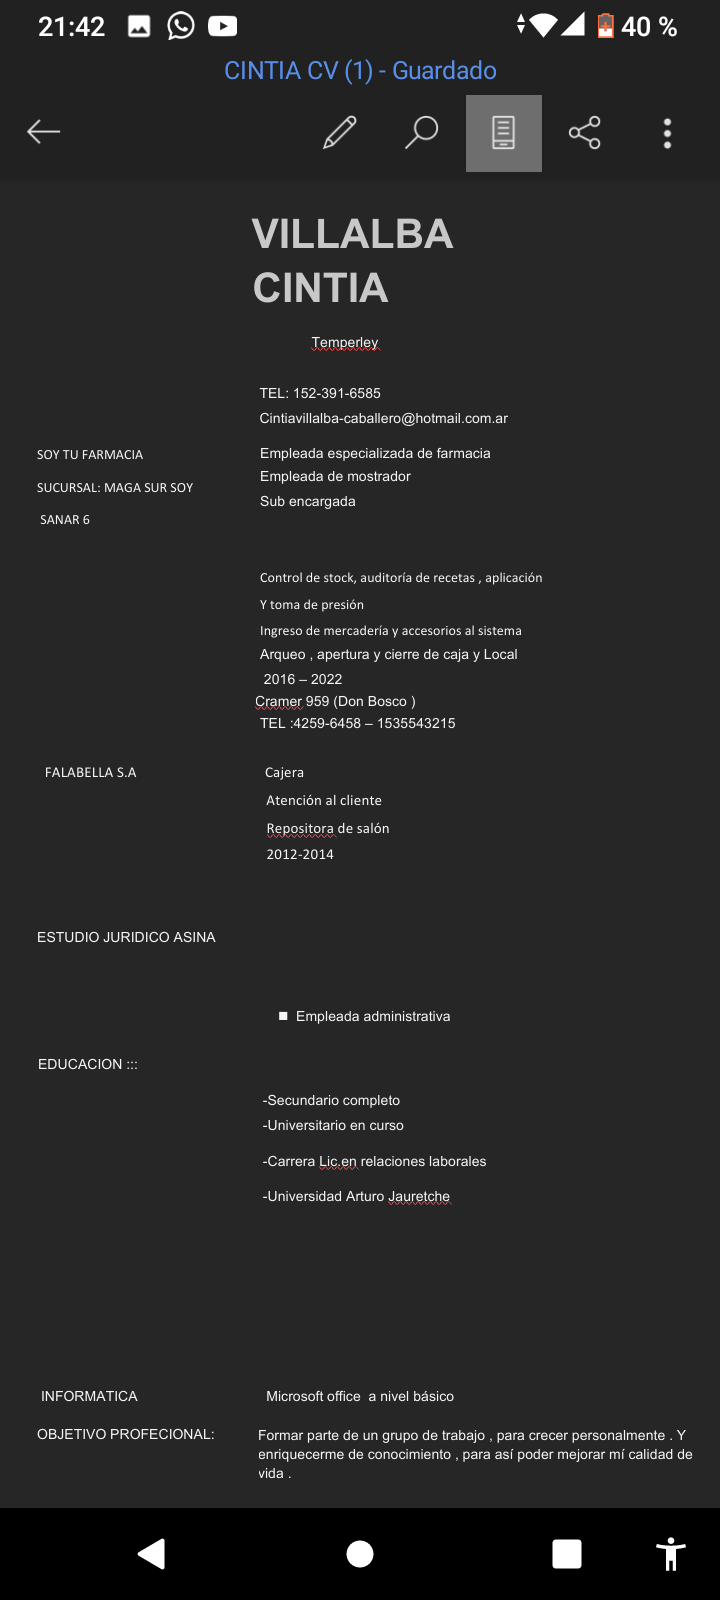 21:42
40 %
CINTIA CV (1) - Guardado
VILLALBA
CINTIA
Temperley
TEL: 152-391-6585
Cintiavillalba-caballero@hotmail.com.ar
SOY TU FARMACIA
Empleada especializada de farmacia
Empleada de mostrador
SUCURSAL: MAGA SUR SOY
Sub encargada
SANAR 6
Control de stock, auditoría de recetas , aplicación
Y toma de presión
Ingreso de mercadería y accesorios al sistema
Arqueo , apertura y cierre de caja y Local
2016 – 2022
Cramer 959 (Don Bosco )
TEL :4259-6458 – 1535543215
FALABELLA S.A
Cajera
Atención al cliente
Repositora de salón
2012-2014
ESTUDIO JURIDICO ASINA
■ Empleada administrativa
EDUCACION :::
-Secundario completo
-Universitario en curso
-Carrera Lic.en relaciones laborales
-Universidad Arturo Jauretche
INFORMATICA
Microsoft office  a nivel básico
OBJETIVO PROFECIONAL:
Formar parte de un grupo de trabajo , para crecer personalmente . Y
enriquecerme de conocimiento , para así poder mejorar mí calidad de
vida .